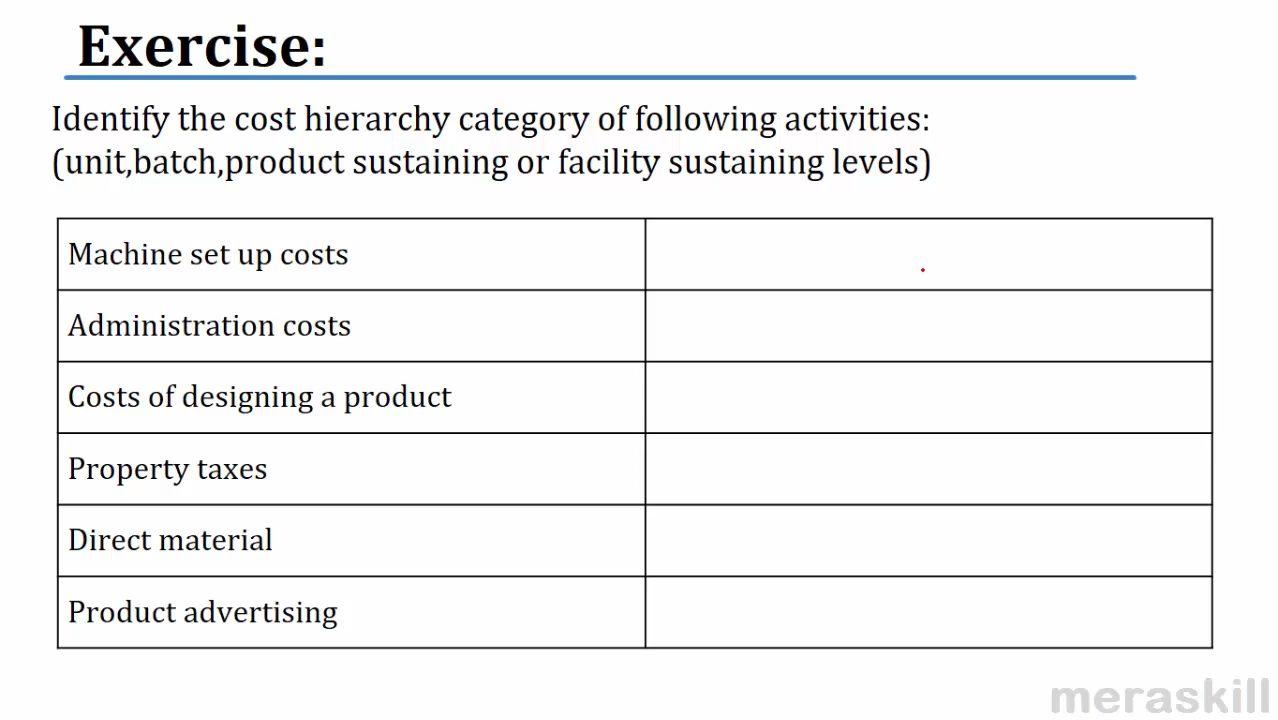 Exercise:
Identify the cost hierarchy category of following activities:
(unit,batch,product sustaining or facility sustaining levels)
Machine set up costs
Administration costs
Costs of designing a product
Property taxes
Direct material
Product advertising
meraskill